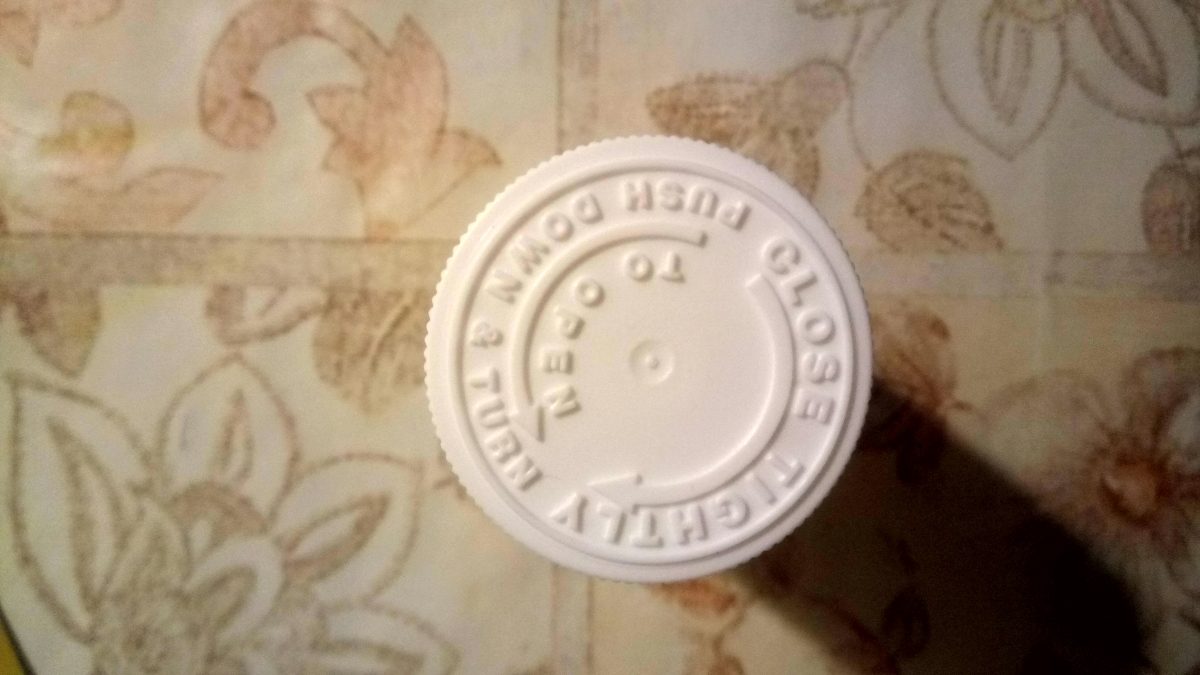 CLOSE TIGHTLY
PUSH DOWN & TURN
TO OPEN